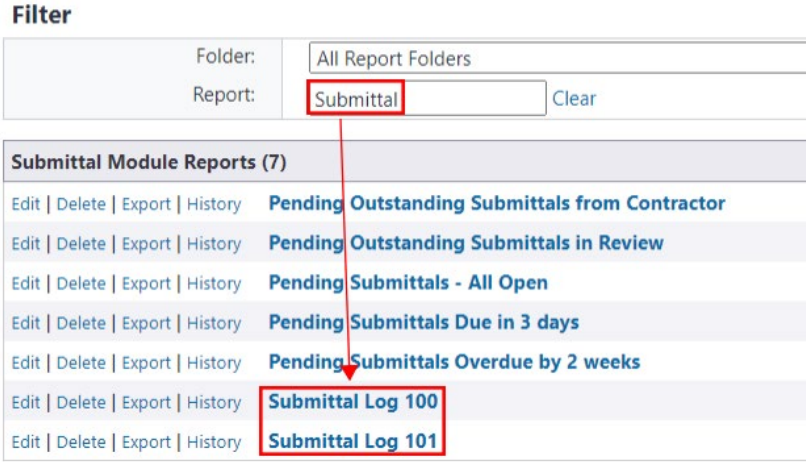 Filter
Folder: All Report Folders
Report: Submittal Clear
Submittal Module Reports (7)
Edit | Delete | Export | History Pending Outstanding Submittals from Contractor
Edit | Delete | Export | History Pending Outstanding Submittals in Review
Edit | Delete | Export | History Pending Submittals - All Open
Edit | Delete | Export | History Pending Submittals Due in 3 days
Edit | Delete | Export | History Pending Submittals Overdue by 2 weeks
Edit | Delete | Export | History Submittal Log 100
Edit | Delete | Export | History Submittal Log 101